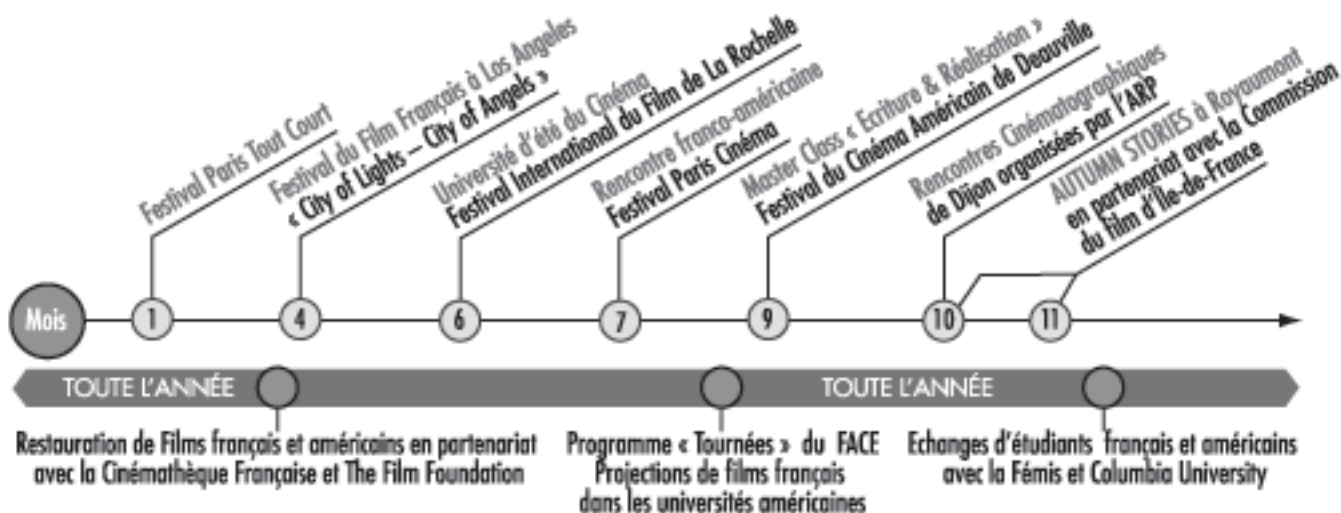 Festival Paris Tout Court
Festival du Film Français à Los Angeles
« City of Lights – City of Angels »
Université d'été du Cinéma
Festival International du Film de La Rochelle
Rencontre franco-américaine
Festival Paris Cinéma
Master Class « Ecriture & Réalisation »
Festival du Cinéma Américain de Deauville
Rencontres Cinématographiques
de Dijon organisées par l'ARP
AUTUMN STORIES à Royaumont
en partenariat avec la Commission
du film d'Ile-de-France
Mois 1 4 6 7 9 10 11
TOUTE L'ANNÉE TOUTE L'ANNÉE
Restauration de Films français et américains en partenariat
avec la Cinémathèque Française et The Film Foundation
Programme « Tournées » du FACE
Projections de films français
dans les universités américaines
Echanges d'étudiants français et américains
avec la Fémis et Columbia University